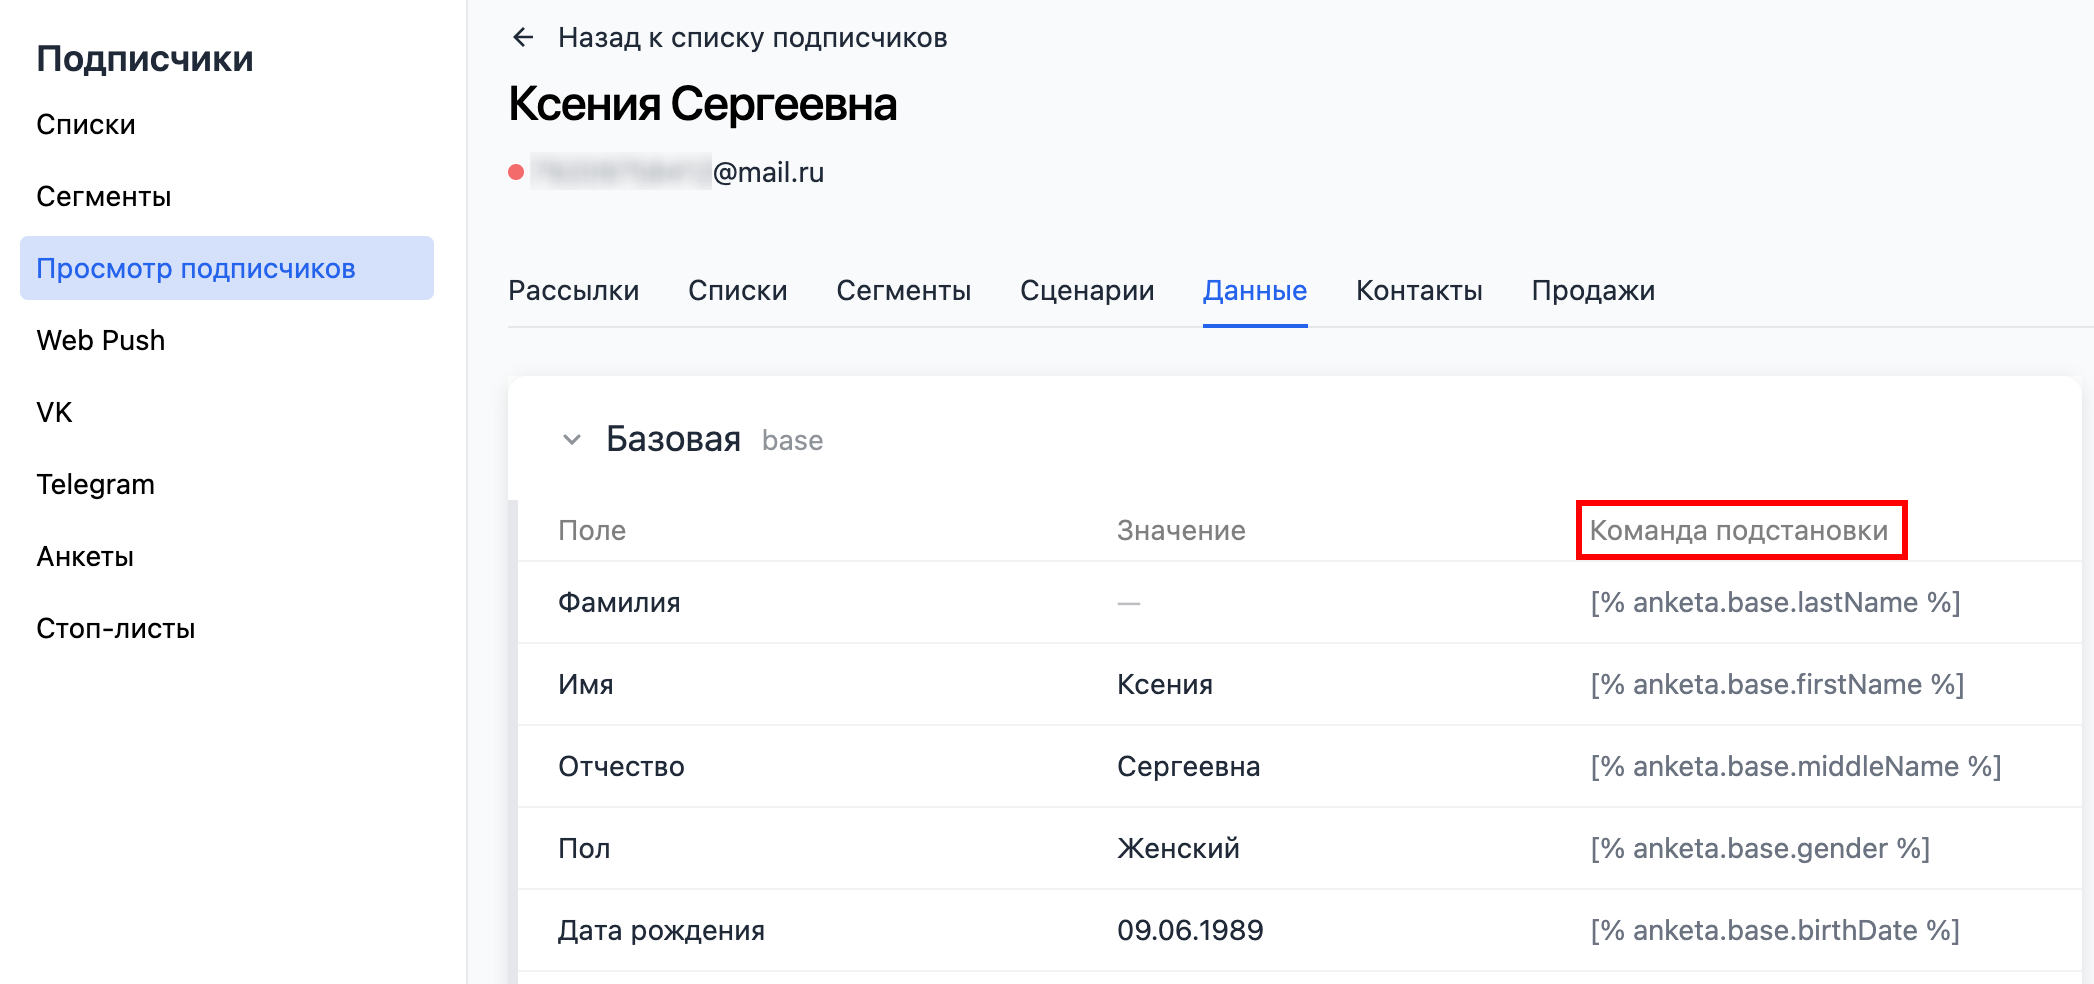 Подписчики
Списки
Сегменты
Просмотр подписчиков
Web Push
VK
Telegram
Анкеты
Стоп-листы
← Назад к списку подписчиков
Ксения Сергеевна
@mail.ru
Рассылки Списки Сегменты Сценарии Данные Контакты Продажи
Базовая base
Поле Значение Команда подстановки
Фамилия — [% anketa.base.lastName %]
Имя Ксения [% anketa.base.firstName %]
Отчество Сергеевна [% anketa.base.middleName %]
Пол Женский [% anketa.base.gender %]
Дата рождения 09.06.1989 [% anketa.base.birthDate %]